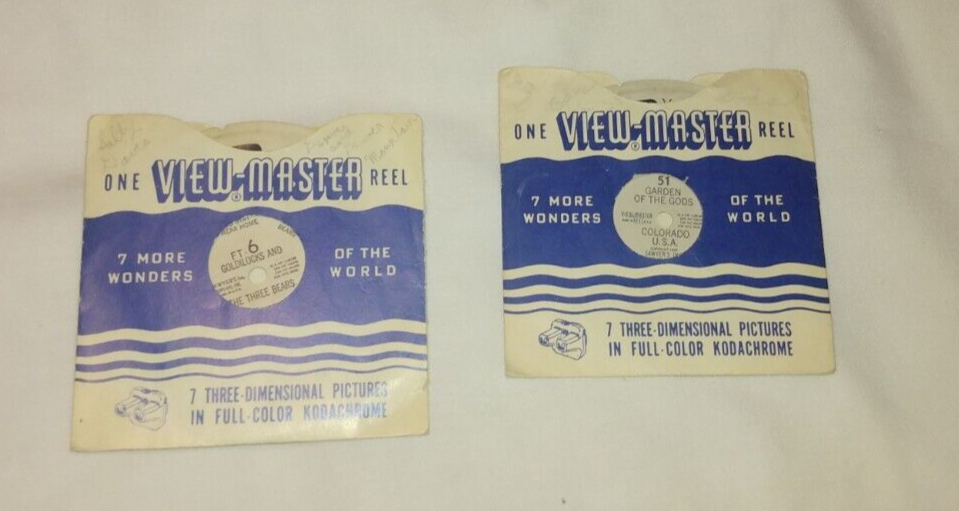 ONE VIEW-MASTER REEL
7 MORE WONDERS
OF THE WORLD
FT. 6
GOLDILOCKS AND
THE THREE BEARS
7 THREE-DIMENSIONAL PICTURES
IN FULL-COLOR KODACHROME
ONE VIEW-MASTER REEL
7 MORE WONDERS
OF THE WORLD
51
GARDEN
OF THE GODS
COLORADO
U.S.A.
SAWYER'S
7 THREE-DIMENSIONAL PICTURES
IN FULL-COLOR KODACHROME